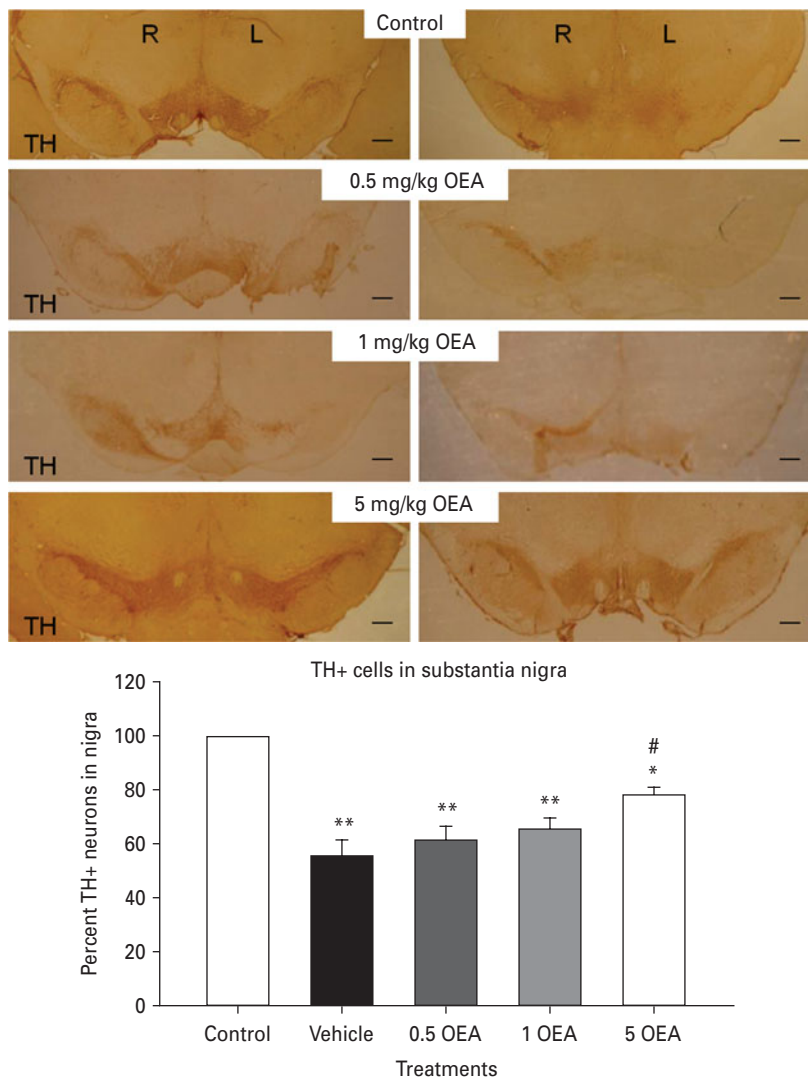 Control
R L R L
TH
0.5 mg/kg OEA
TH
1 mg/kg OEA
TH
5 mg/kg OEA
TH
TH+ cells in substantia nigra
Percent TH+ neurons in nigra
120
100
80
60
40
20
0
**
**
**
#
*
Control Vehicle 0.5 OEA 1 OEA 5 OEA
Treatments